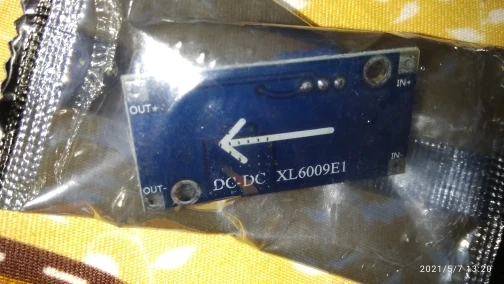 OUT+
IN+
IN-
OUT-
DC-DC XL6009E1
2021/5/7 13:20